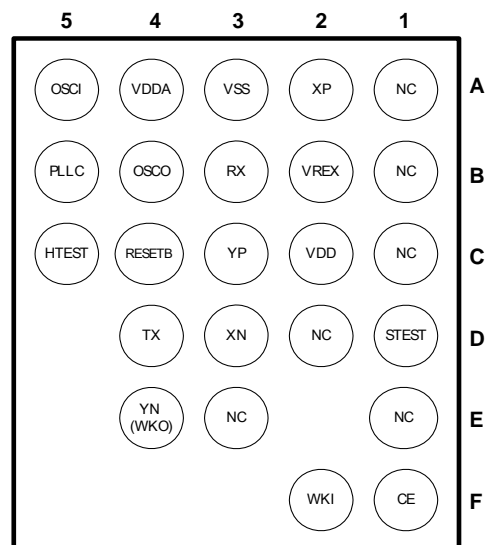 5 4 3 2 1
OSCI VDDA VSS XP NC A
PLLC OSCO RX VREX NC B
HTEST RESETB YP VDD NC C
TX XN NC STEST D
YN
(WKO) NC NC E
WKI CE F